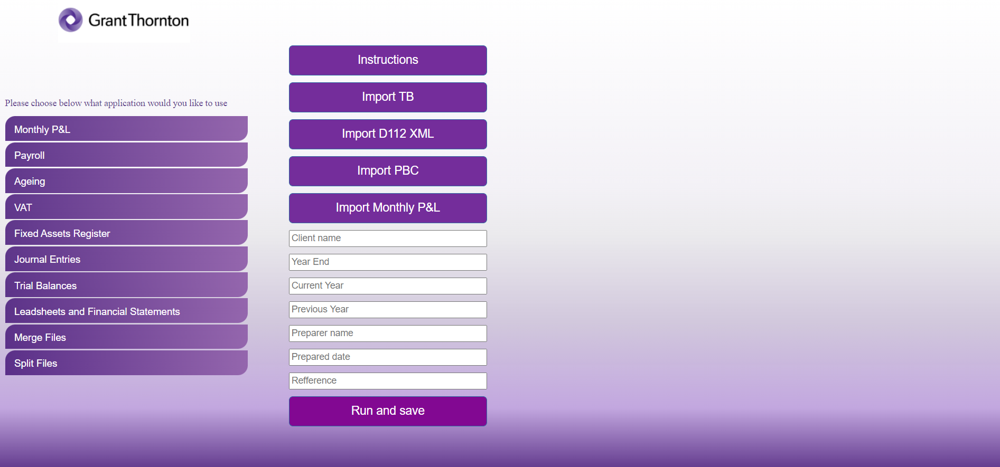 Grant Thornton
Please choose below what application would you like to use
Monthly P&L
Payroll
Ageing
VAT
Fixed Assets Register
Journal Entries
Trial Balances
Leadsheets and Financial Statements
Merge Files
Split Files
Instructions
Import TB
Import D112 XML
Import PBC
Import Monthly P&L
Client name
Year End
Current Year
Previous Year
Preparer name
Prepared date
Refference
Run and save